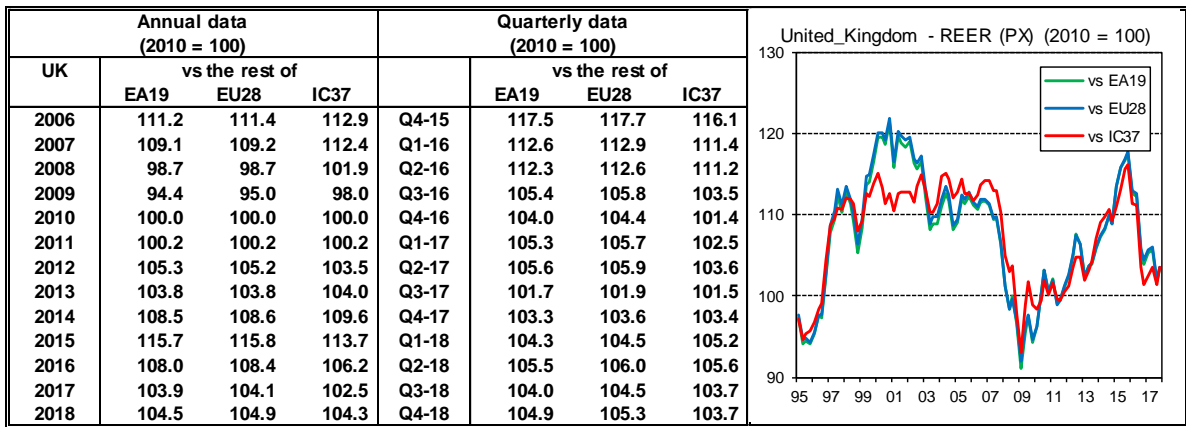 Annual data
(2010 = 100)
Quarterly data
(2010 = 100)
UK vs the rest of vs the rest of
EA19 EU28 IC37 EA19 EU28 IC37
2006 111.2 111.4 112.9 Q4-15 117.5 117.7 116.1
2007 109.1 109.2 112.4 Q1-16 112.6 112.9 111.4
2008 98.7 98.7 101.9 Q2-16 112.3 112.6 111.2
2009 94.4 95.0 98.0 Q3-16 105.4 105.8 103.5
2010 100.0 100.0 100.0 Q4-16 104.0 104.4 101.4
2011 100.2 100.2 100.2 Q1-17 105.3 105.7 102.5
2012 105.3 105.2 103.5 Q2-17 105.6 105.9 103.6
2013 103.8 103.8 104.0 Q3-17 101.7 101.9 101.5
2014 108.5 108.6 109.6 Q4-17 103.3 103.6 103.4
2015 115.7 115.8 113.7 Q1-18 104.3 104.5 105.2
2016 108.0 108.4 106.2 Q2-18 105.5 106.0 105.6
2017 103.9 104.1 102.5 Q3-18 104.0 104.5 103.7
2018 104.5 104.9 104.3 Q4-18 104.9 105.3 103.7
United_Kingdom - REER (PX) (2010 = 100)
130
120
110
100
90
vs EA19
vs EU28
vs IC37
95 97 99 01 03 05 07 09 11 13 15 17